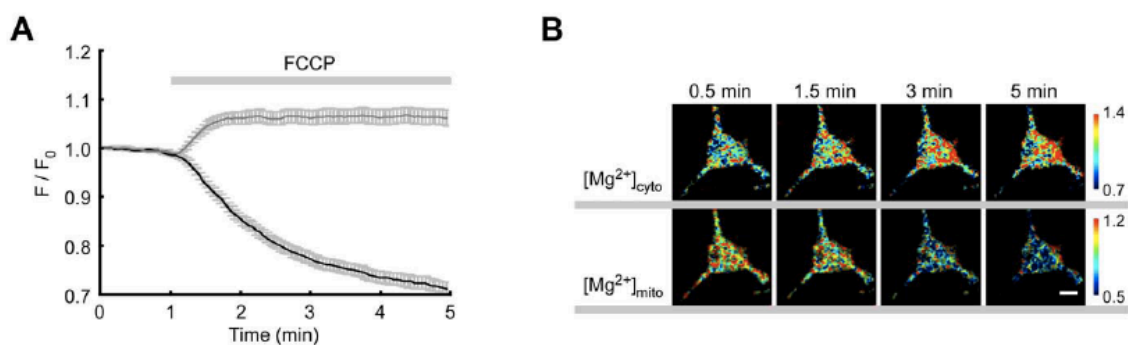 A
FCCP
1.2
1.1
1.0
0.9
0.8
0.7
F / F0
0 1 2 3 4 5
Time (min)
B
0.5 min 1.5 min 3 min 5 min
[Mg2+]cyto
1.4
0.7
[Mg2+]mito
1.2
0.5